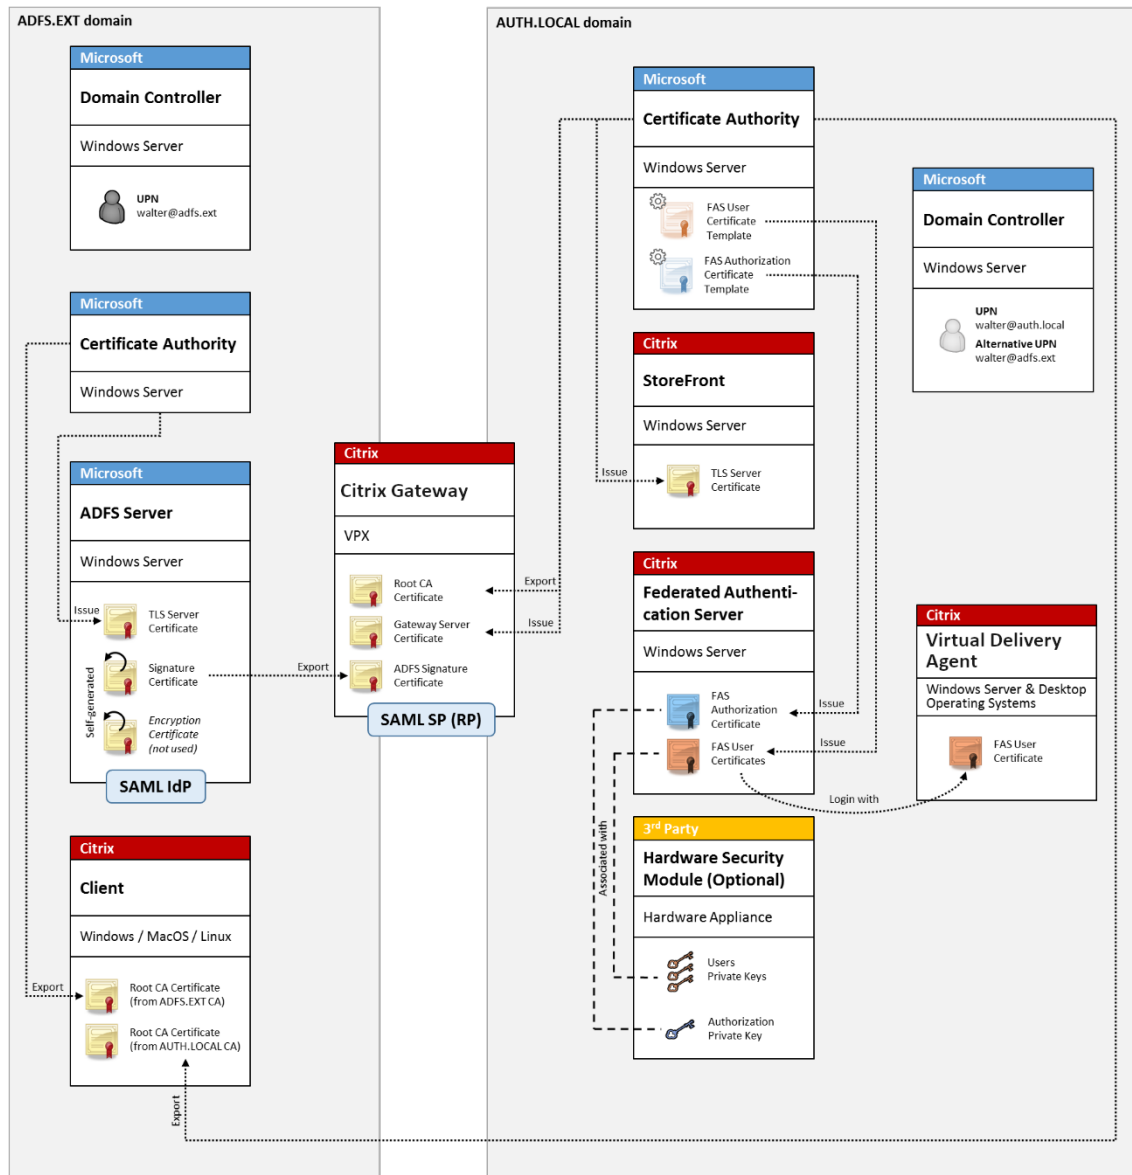 ADFS.EXT domain
Microsoft
Domain Controller
Windows Server
UPN
walter@adfs.ext
Microsoft
Certificate Authority
Windows Server
Microsoft
ADFS Server
Windows Server
Issue
TLS Server
Certificate
Self-generated
Signature
Certificate
Encryption
Certificate
(not used)
SAML IdP
Citrix
Client
Windows / MacOS / Linux
Export
Root CA Certificate
(from ADFS.EXT CA)
Root CA Certificate
(from AUTH.LOCAL CA)
Export
Citrix
Citrix Gateway
VPX
Root CA
Certificate
Export
Gateway Server
Certificate
Issue
Export
ADFS Signature
Certificate
SAML SP (RP)
AUTH.LOCAL domain
Microsoft
Certificate Authority
Windows Server
FAS User
Certificate
Template
FAS Authorization
Certificate
Template
Citrix
StoreFront
Windows Server
Issue
TLS Server
Certificate
Citrix
Federated Authenti-
cation Server
Windows Server
FAS
Authorization
Certificate
Issue
FAS User
Certificates
Issue
Login with
Associated with
3rd Party
Hardware Security
Module (Optional)
Hardware Appliance
Users
Private Keys
Authorization
Private Key
Microsoft
Domain Controller
Windows Server
UPN
walter@auth.local
Alternative UPN
walter@adfs.ext
Citrix
Virtual Delivery
Agent
Windows Server & Desktop
Operating Systems
FAS User
Certificate